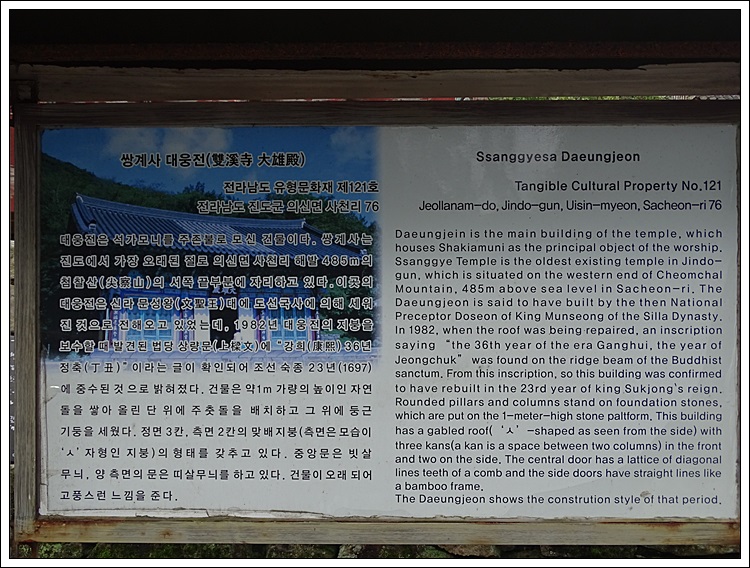 쌍계사 대웅전(雙溪寺 大雄殿)
전라남도 유형문화재 제121호
전라남도 진도군 의신면 사천리 76
대웅전은 석가모니를 주존불로 모신 건물이다. 쌍계사는
진도에서 가장 오래된 절로 의신면 사천리 해발 485m의
첨찰산(尖察山)의 서쪽 끝부분에 자리하고 있다. 이곳의
대웅전은 신라 문성왕(文聖王)대에 도선국사에 의해 세워
진 것으로 전해오고 있었는데, 1982년 대웅전의 지붕을
보수할 때 발견된 법당 상량문(上樑文)에 “강희(康熙) 36년
정축(丁丑)”이라는 글이 확인되어 조선 숙종 23년(1697)
에 중수된 것으로 밝혀졌다. 건물은 약1m 가량의 높이인 자연
돌을 쌓아 올린 단 위에 주춧돌을 배치하고 그 위에 둥근
기둥을 세웠다. 정면 3칸, 측면 2칸의 맞배지붕(측면은 모습이
‘ㅅ’자형인 지붕)의 형태를 갖추고 있다. 중앙문은 빗살
무늬, 양 측면의 문은 띠살무늬를 하고 있다. 건물이 오래 되어
고풍스런 느낌을 준다.
Ssanggyesa Daeungjeon
Tangible Cultural Property No.121
Jeollanam-do, Jindo-gun, Uisin-myeon, Sacheon-ri 76
Daeungjein is the main building of the temple, which
houses Shakiamuni as the principal object of the worship.
Ssanggye Temple is the oldest existing temple in Jindo-
gun, which is situated on the western end of Cheomchal
Mountain, 485m above sea level in Sacheon-ri. The
Daeungjeon is said to have built by the then National
Preceptor Doseon of King Munseong of the Silla Dynasty.
In 1982, when the roof was being repaired, an inscription
saying “the 36th year of the era Ganghui, the year of
Jeongchuk” was found on the ridge beam of the Buddhist
sanctum. From this inscription, so this building was confirmed
to have rebuilt in the 23rd year of king Sukjong's reign.
Rounded pillars and columns stand on foundation stones,
which are put on the 1-meter-high stone paltform. This building
has a gabled roof( ‘ㅅ’ -shaped as seen from the side) with
three kans(a kan is a space between two columns) in the front
and two on the side. The central door has a lattice of diagonal
lines teeth of a comb and the side doors have straight lines like
a bamboo frame.
The Daeungjeon shows the constrution style of that period.